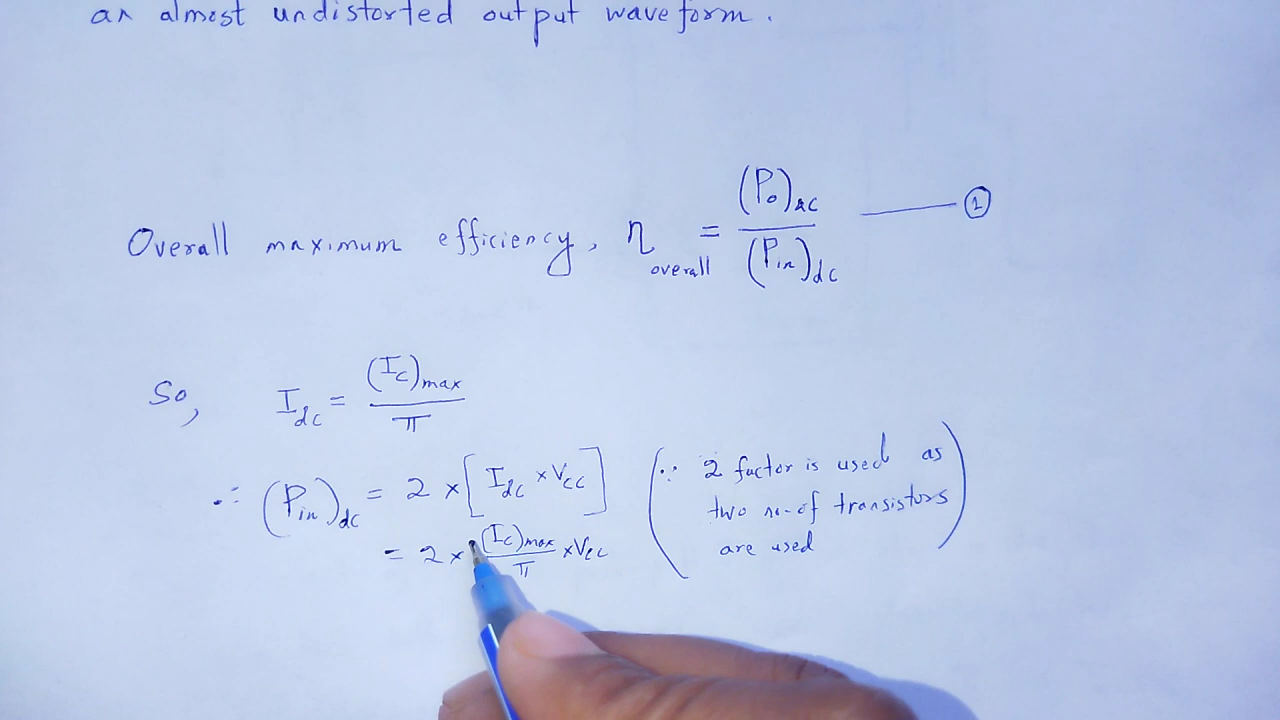 an almost undistorted output waveform.
Overall maximum efficiency, η overall = (Po)AC / (Pin)dc —— ①
So, Idc = (Ic)max / π
∴ (Pin)dc = 2 × [Idc × Vcc] (∵ 2 factor is used as
two no. of transistors
are used)
= 2 × (Ic)max / π × Vcc